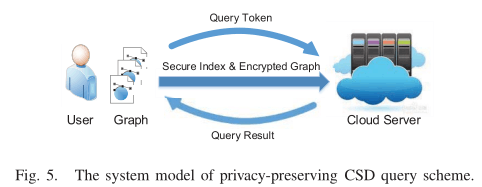 Query Token
Secure Index & Encrypted Graph
User
Graph
Cloud Server
Query Result
Fig. 5. The system model of privacy-preserving CSD query scheme.